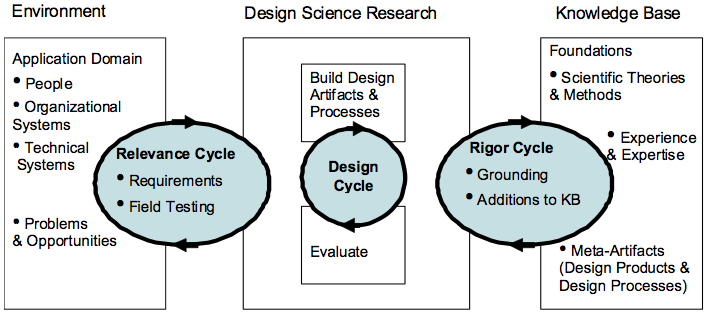 Environment
Design Science Research
Knowledge Base
Application Domain
• People
• Organizational
Systems
• Technical
Systems
• Problems
& Opportunities
Relevance Cycle
• Requirements
• Field Testing
Build Design
Artifacts &
Processes
Design
Cycle
Evaluate
Rigor Cycle
• Grounding
• Additions to KB
Foundations
• Scientific Theories
& Methods
• Experience
& Expertise
• Meta-Artifacts
(Design Products &
Design Processes)